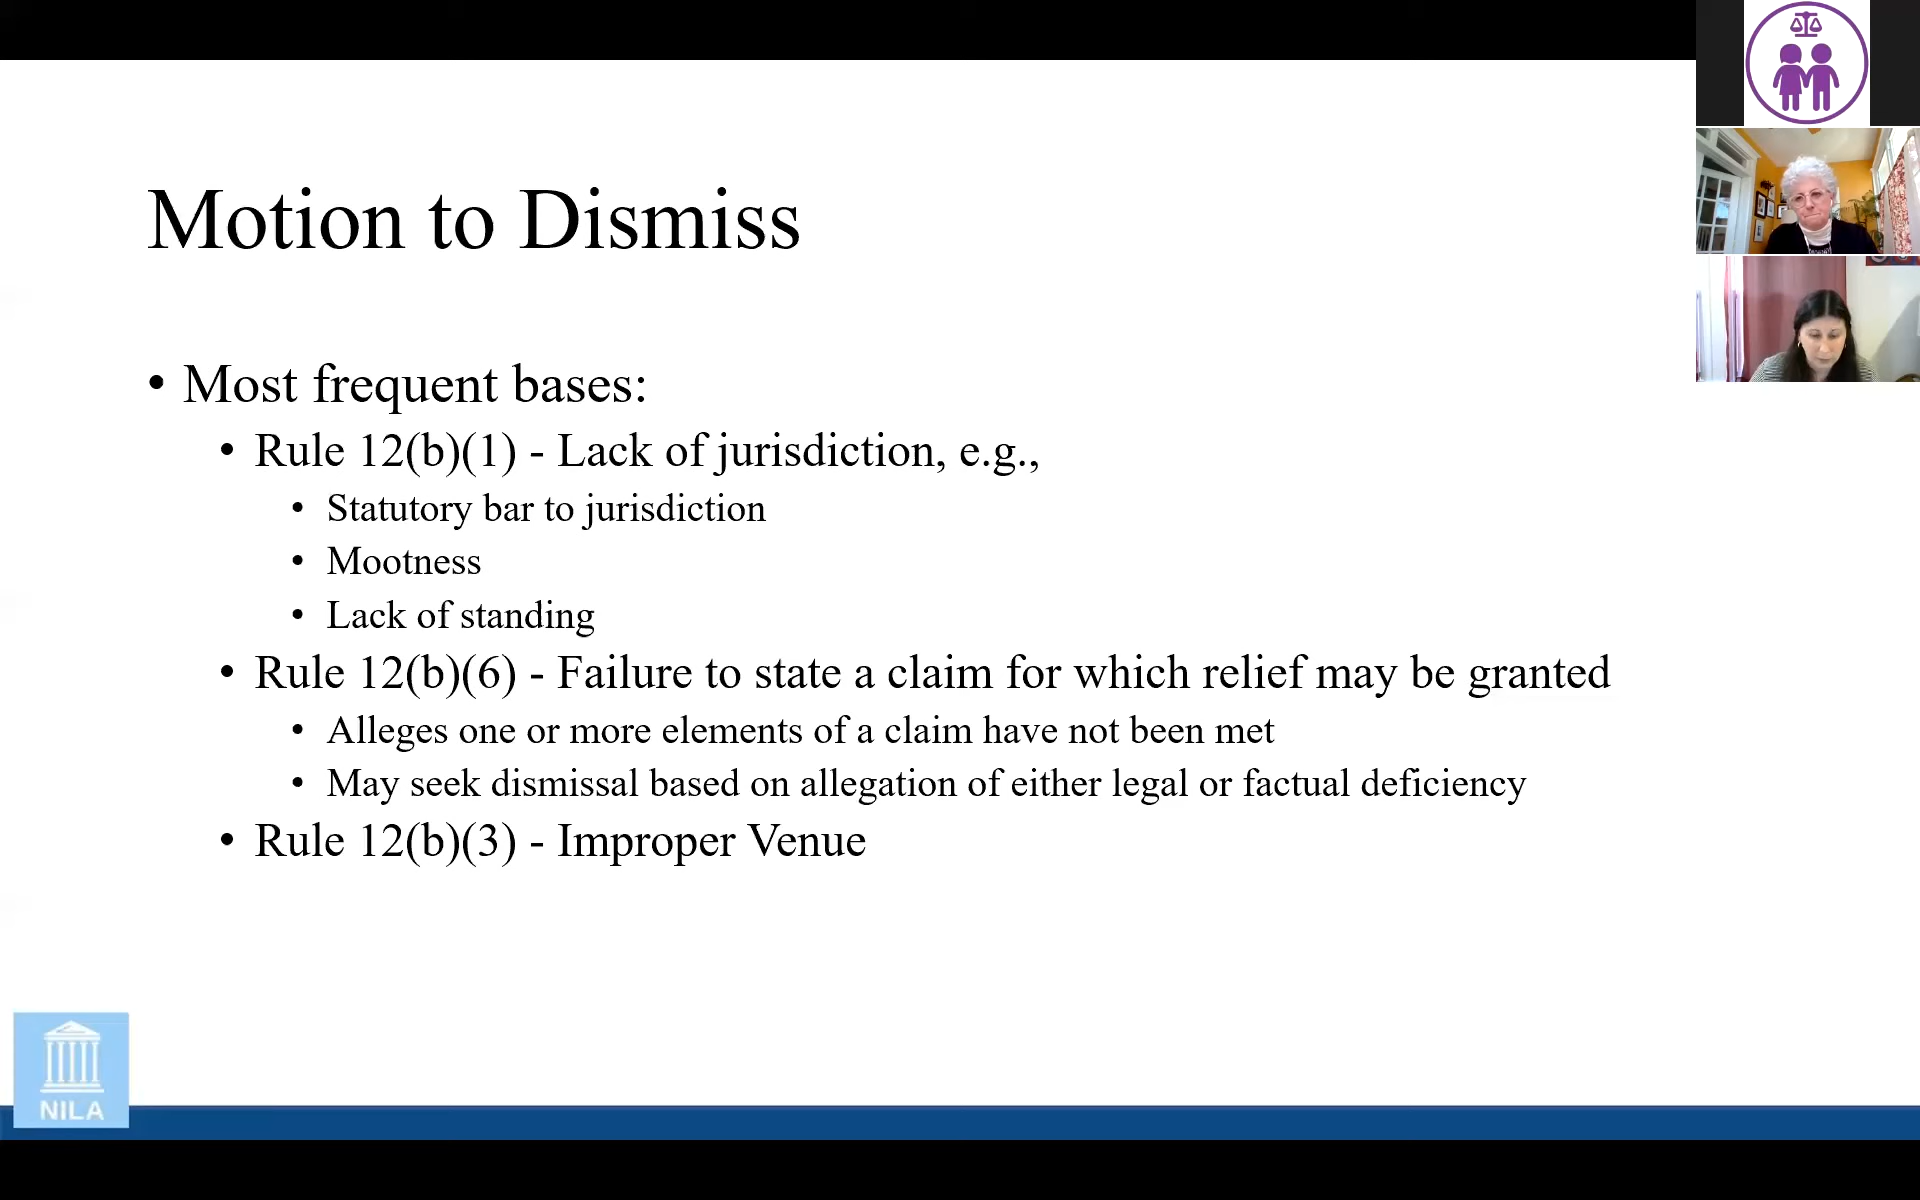 Motion to Dismiss
• Most frequent bases:
• Rule 12(b)(1) - Lack of jurisdiction, e.g.,
• Statutory bar to jurisdiction
• Mootness
• Lack of standing
• Rule 12(b)(6) - Failure to state a claim for which relief may be granted
• Alleges one or more elements of a claim have not been met
• May seek dismissal based on allegation of either legal or factual deficiency
• Rule 12(b)(3) - Improper Venue
NILA